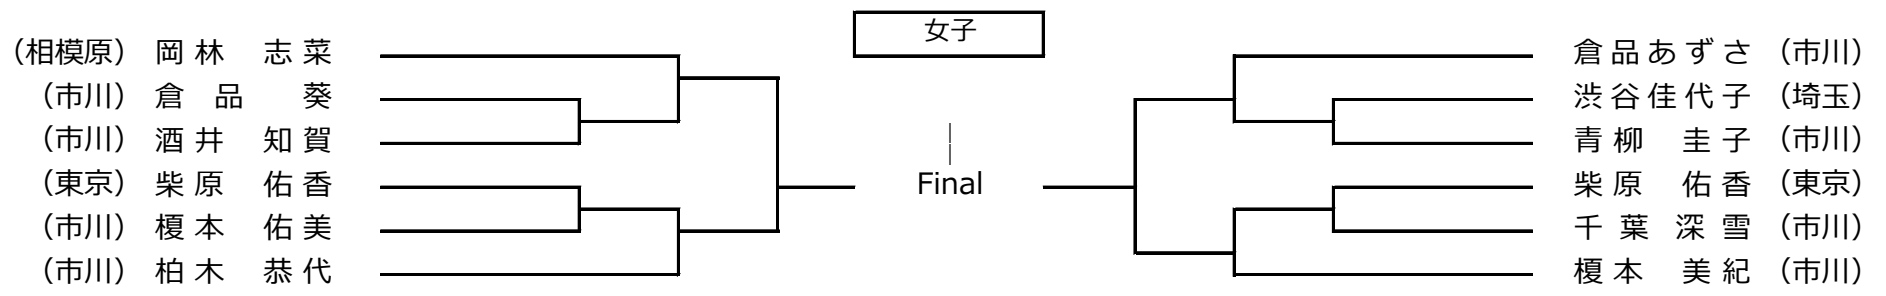 女子
（相模原） 岡林 志菜
（市川） 倉品 葵
（市川） 酒井 知賀
（東京） 柴原 佑香
（市川） 榎本 佑美
（市川） 柏木 恭代
Final
倉品あずさ （市川）
渋谷佳代子 （埼玉）
青柳 圭子 （市川）
柴原 佑香 （東京）
千葉深雪 （市川）
榎本 美紀 （市川）